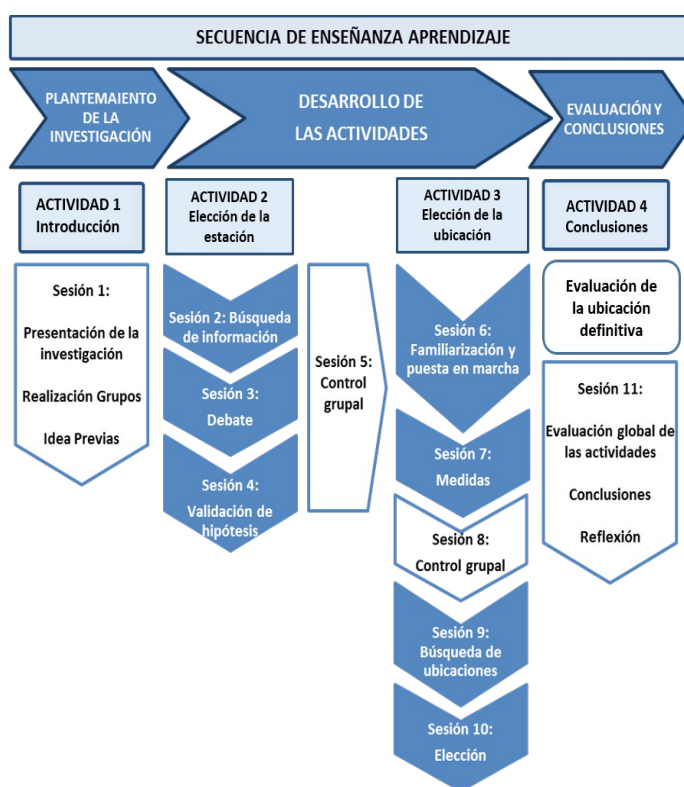 SECUENCIA DE ENSEÑANZA APRENDIZAJE
PLANTEMAIENTO
DE LA
INVESTIGACIÓN
DESARROLLO DE
LAS ACTIVIDADES
EVALUACIÓN Y
CONCLUSIONES
ACTIVIDAD 1
Introducción
Sesión 1:
Presentación de la
investigación
Realización Grupos
Idea Previas
ACTIVIDAD 2
Elección de la
estación
Sesión 2: Búsqueda
de información
Sesión 3:
Debate
Sesión 4:
Validación de
hipótesis
Sesión 5:
Control
grupal
ACTIVIDAD 3
Elección de la
ubicación
Sesión 6:
Familiarización y
puesta en marcha
Sesión 7:
Medidas
Sesión 8:
Control grupal
Sesión 9:
Búsqueda de
ubicaciones
Sesión 10:
Elección
ACTIVIDAD 4
Conclusiones
Evaluación de
la ubicación
definitiva
Sesión 11:
Evaluación global de
las actividades
Conclusiones
Reflexión